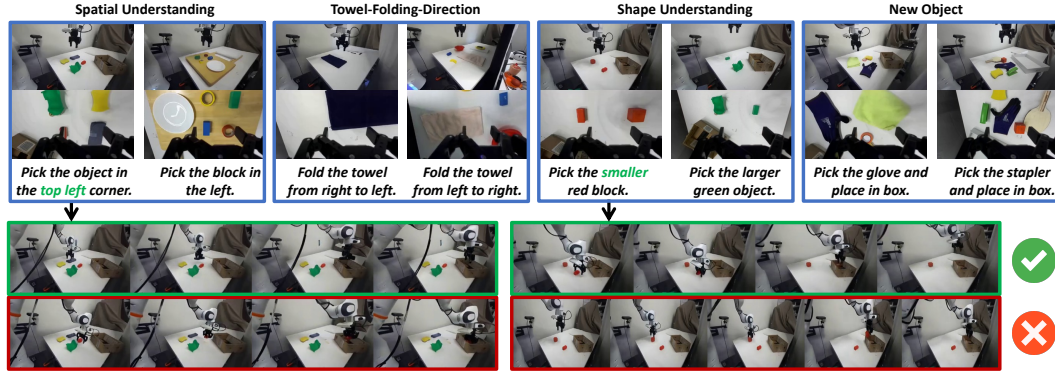 Spatial Understanding
Towel-Folding-Direction
Shape Understanding
New Object
Pick the object in
the top left corner.
Pick the block in
the left.
Fold the towel
from right to left.
Fold the towel
from left to right.
Pick the smaller
red block.
Pick the larger
green object.
Pick the glove and
place in box.
Pick the stapler
and place in box.